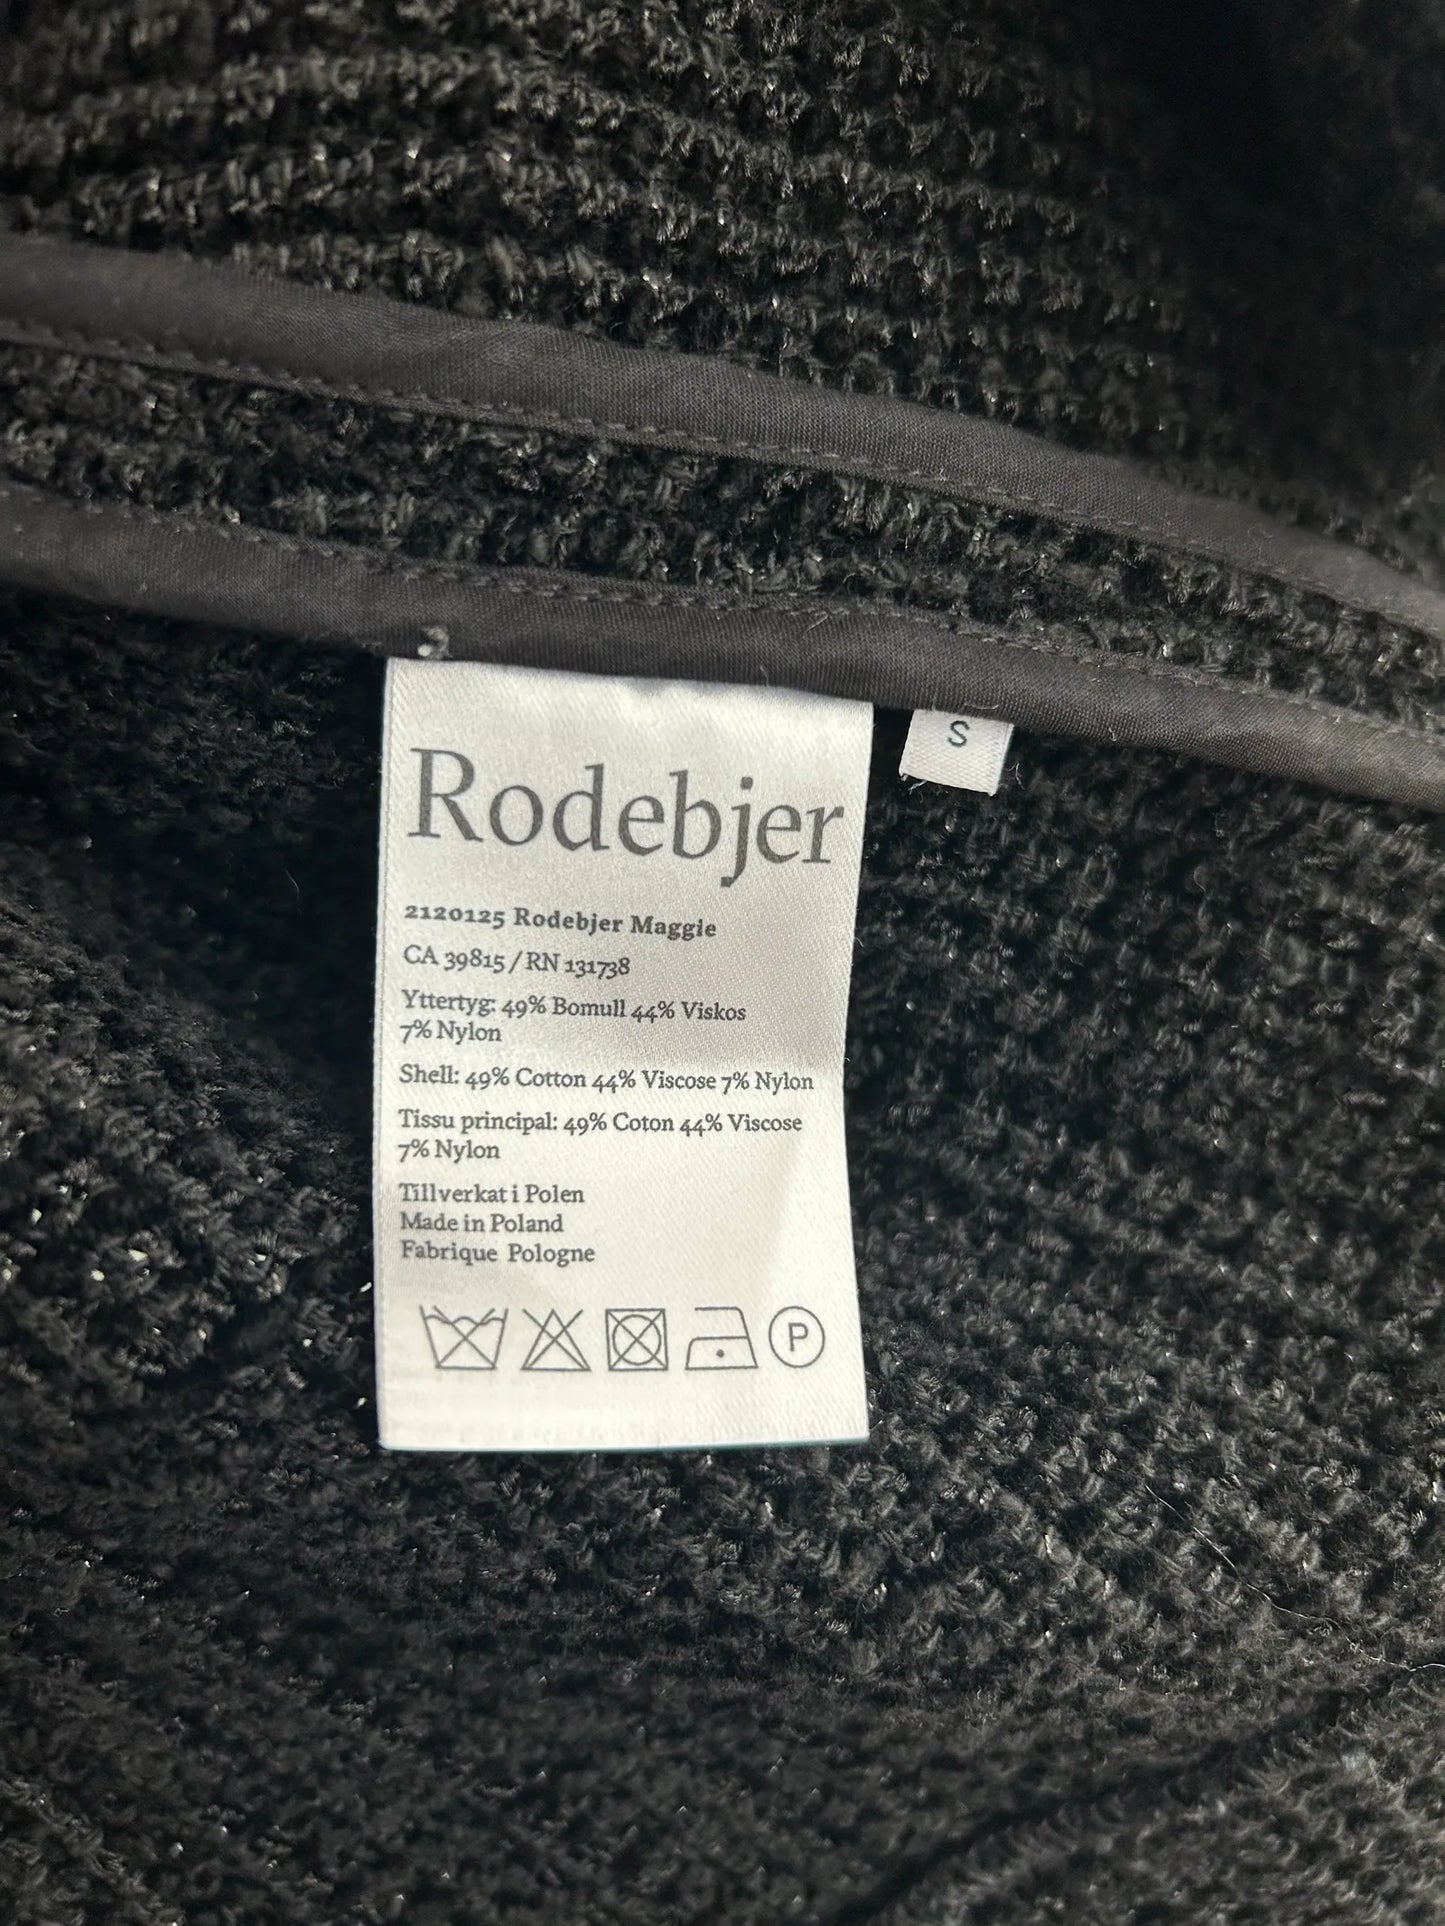 Rodebjer
S
2120125 Rodebjer Maggie
CA 39815 / RN 131738
Yttertyg: 49% Bomull 44% Viskos
7% Nylon
Shell: 49% Cotton 44% Viscose 7% Nylon
Tissu principal: 49% Coton 44% Viscose
7% Nylon
Tillverkat i Polen
Made in Poland
Fabrique Pologne
P